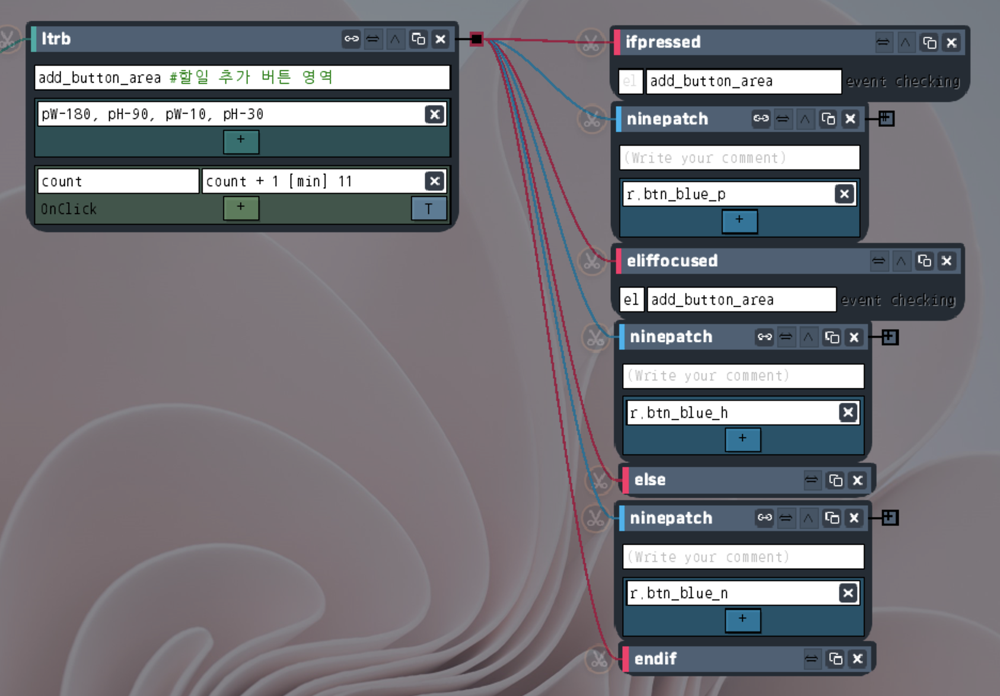 ltrb
add_button_area #할일 추가 버튼 영역
pW-180, pH-90, pW-10, pH-30
+
count
count + 1 [min] 11
OnClick
+
T
ifpressed
el
add_button_area
event checking
ninepatch
(Write your comment)
r.btn_blue_p
+
eliffocused
el
add_button_area
event checking
ninepatch
(Write your comment)
r.btn_blue_h
+
else
ninepatch
(Write your comment)
r.btn_blue_n
+
endif